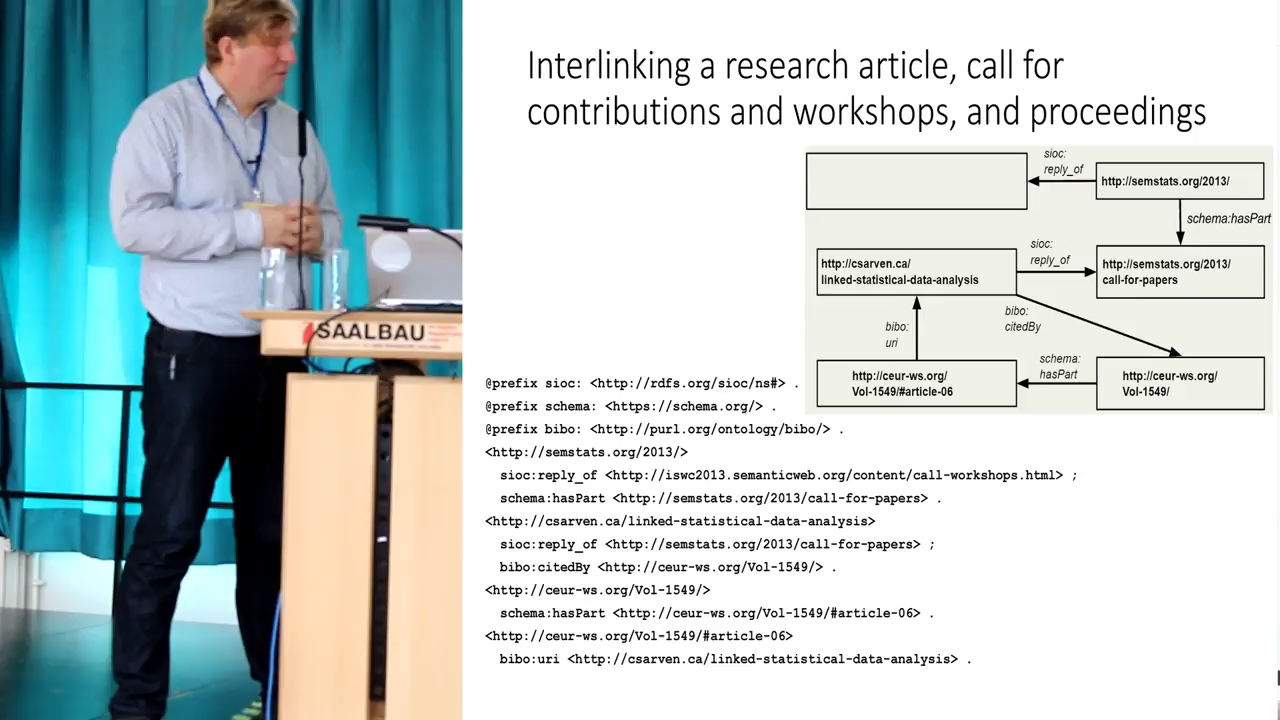 Interlinking a research article, call for
contributions and workshops, and proceedings
sioc:
reply_of
http://semstats.org/2013/
schema:hasPart
http://csarven.ca/
linked-statistical-data-analysis
sioc:
reply_of
http://semstats.org/2013/
call-for-papers
bibo:
uri
bibo:
citedBy
schema:
hasPart
http://ceur-ws.org/
Vol-1549/#article-06
http://ceur-ws.org/
Vol-1549/
@prefix sioc: <http://rdfs.org/sioc/ns#> .
@prefix schema: <https://schema.org/> .
@prefix bibo: <http://purl.org/ontology/bibo/> .
<http://semstats.org/2013/>
sioc:reply_of <http://iswc2013.semanticweb.org/content/call-workshops.html> ;
schema:hasPart <http://semstats.org/2013/call-for-papers> .
<http://csarven.ca/linked-statistical-data-analysis>
sioc:reply_of <http://semstats.org/2013/call-for-papers> ;
bibo:citedBy <http://ceur-ws.org/Vol-1549/> .
<http://ceur-ws.org/Vol-1549/>
schema:hasPart <http://ceur-ws.org/Vol-1549/#article-06> .
<http://ceur-ws.org/Vol-1549/#article-06>
bibo:uri <http://csarven.ca/linked-statistical-data-analysis> .
SAALBAU